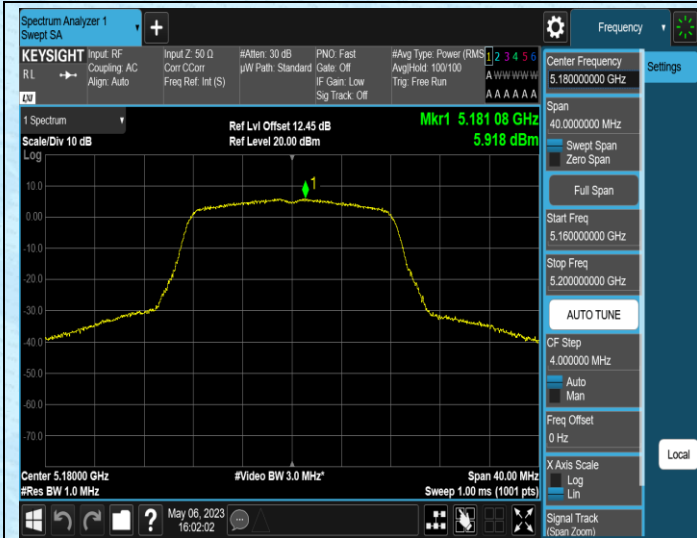 Spectrum Analyzer 1
Swept SA
+
Frequency
KEYSIGHT
RL
LXI
Input: RF
Coupling: AC
Align: Auto
Input Z: 50 Ω
Corr CCorr
Freq Ref: Int (S)
#Atten: 30 dB
µW Path: Standard
PNO: Fast
Gate: Off
IF Gain: Low
Sig Track: Off
#Avg Type: Power (RMS
Avg|Hold: 100/100
Trig: Free Run
1 2 3 4 5 6
A W W W W W
A A A A A A
1 Spectrum
Scale/Div 10 dB
Log
Ref Lvl Offset 12.45 dB
Ref Level 20.00 dBm
Mkr1 5.181 08 GHz
5.918 dBm
1
10.0
0.00
-10.0
-20.0
-30.0
-40.0
-50.0
-60.0
-70.0
Center 5.18000 GHz
#Res BW 1.0 MHz
#Video BW 3.0 MHz*
Span 40.00 MHz
Sweep 1.00 ms (1001 pts)
?
May 06, 2023
16:02:02
Center Frequency
5.180000000 GHz
Span
40.0000000 MHz
Swept Span
Zero Span
Full Span
Start Freq
5.160000000 GHz
Stop Freq
5.200000000 GHz
AUTO TUNE
CF Step
4.000000 MHz
Auto
Man
Freq Offset
0 Hz
X Axis Scale
Log
Lin
Signal Track
(Span Zoom)
Settings
Local